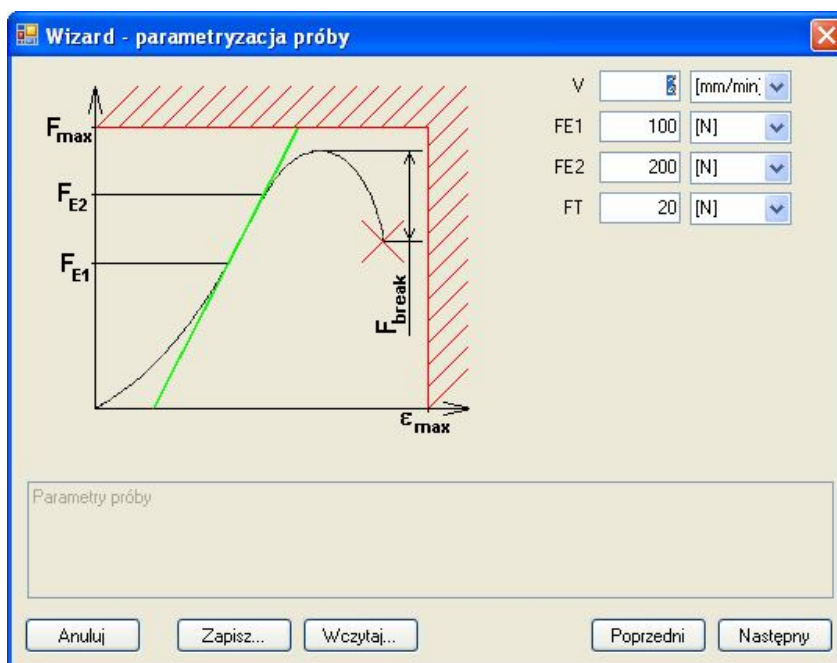 Wizard - parametryzacja próby
V [mm/min]
FE1 100 [N]
FE2 200 [N]
FT 20 [N]
Fmax
FE2
FE1
Fbreak
εmax
Parametry próby
Anuluj Zapisz... Wczytaj... Poprzedni Następny